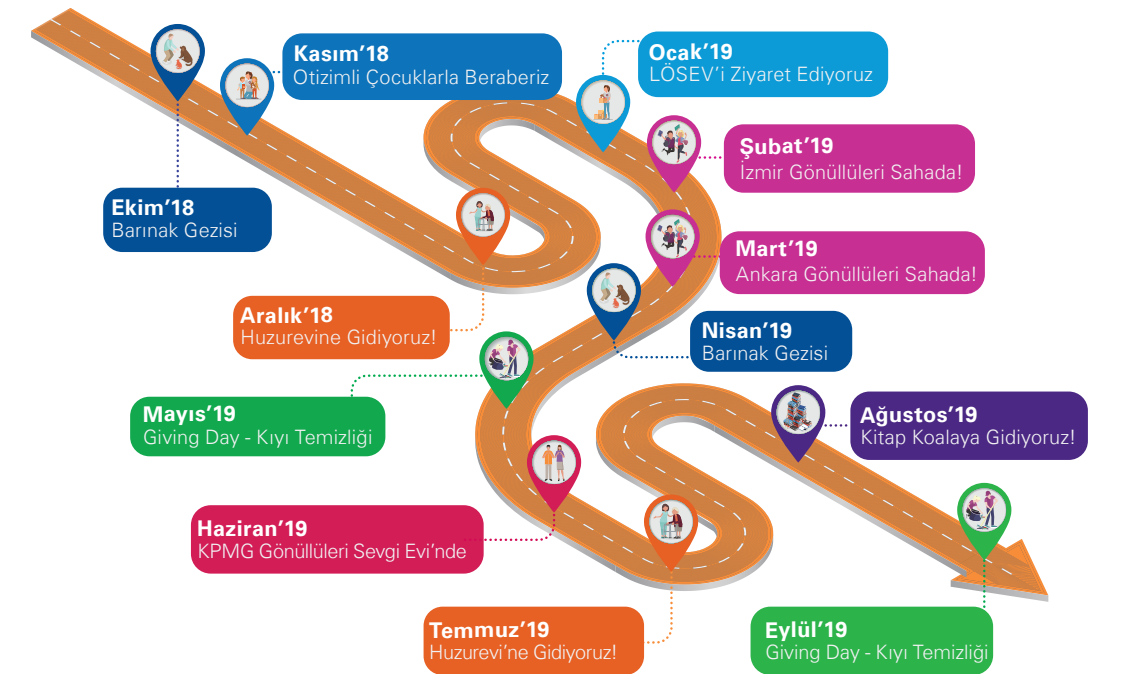 Ekim’18
Barınak Gezisi
Kasım’18
Otizimli Çocuklarla Beraberiz
Aralık’18
Huzurevine Gidiyoruz!
Ocak’19
LÖSEV’i Ziyaret Ediyoruz
Şubat’19
İzmir Gönüllüleri Sahada!
Mart’19
Ankara Gönüllüleri Sahada!
Nisan’19
Barınak Gezisi
Mayıs’19
Giving Day - Kıyı Temizliği
Haziran’19
KPMG Gönüllüleri Sevgi Evi’nde
Temmuz’19
Huzurevi’ne Gidiyoruz!
Ağustos’19
Kitap Koalaya Gidiyoruz!
Eylül’19
Giving Day - Kıyı Temizliği